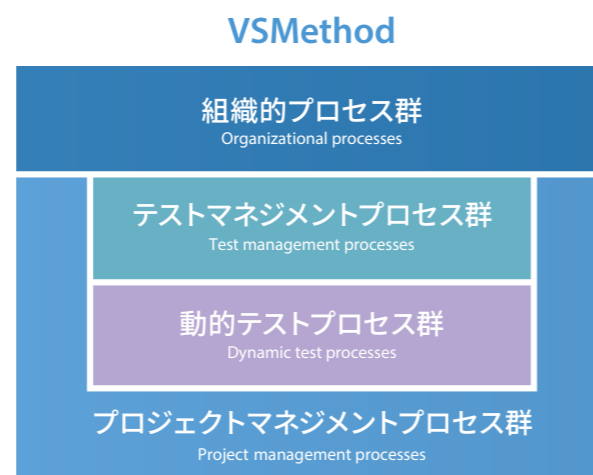 VSMethod
組織的プロセス群
Organizational processes
テストマネジメントプロセス群
Test management processes
動的テストプロセス群
Dynamic test processes
プロジェクトマネジメントプロセス群
Project management processes